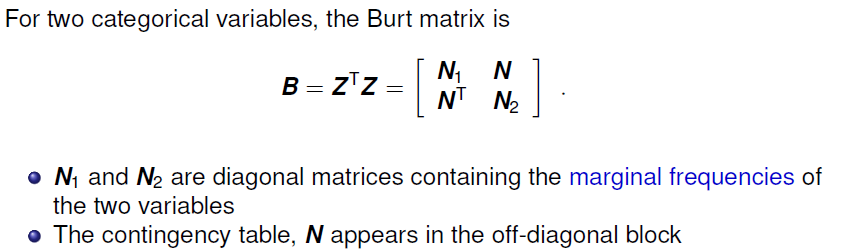 For two categorical variables, the Burt matrix is
B = ZᵀZ = [ N₁ N
Nᵀ N₂ ] .
N₁ and N₂ are diagonal matrices containing the marginal frequencies of
the two variables
The contingency table, N appears in the off-diagonal block